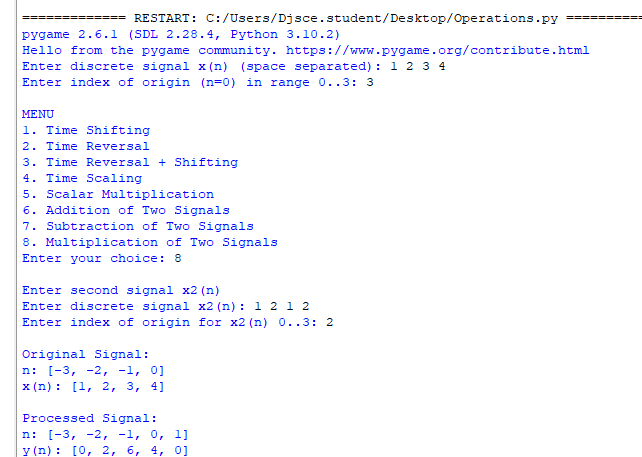 ============= RESTART: C:/Users/Djsce.student/Desktop/Operations.py ==========
pygame 2.6.1 (SDL 2.28.4, Python 3.10.2)
Hello from the pygame community. https://www.pygame.org/contribute.html
Enter discrete signal x(n) (space separated): 1 2 3 4
Enter index of origin (n=0) in range 0..3: 3
MENU
1. Time Shifting
2. Time Reversal
3. Time Reversal + Shifting
4. Time Scaling
5. Scalar Multiplication
6. Addition of Two Signals
7. Subtraction of Two Signals
8. Multiplication of Two Signals
Enter your choice: 8
Enter second signal x2(n)
Enter discrete signal x2(n): 1 2 1 2
Enter index of origin for x2(n) 0..3: 2
Original Signal:
n: [-3, -2, -1, 0]
x(n): [1, 2, 3, 4]
Processed Signal:
n: [-3, -2, -1, 0, 1]
y(n): [0, 2, 6, 4, 0]